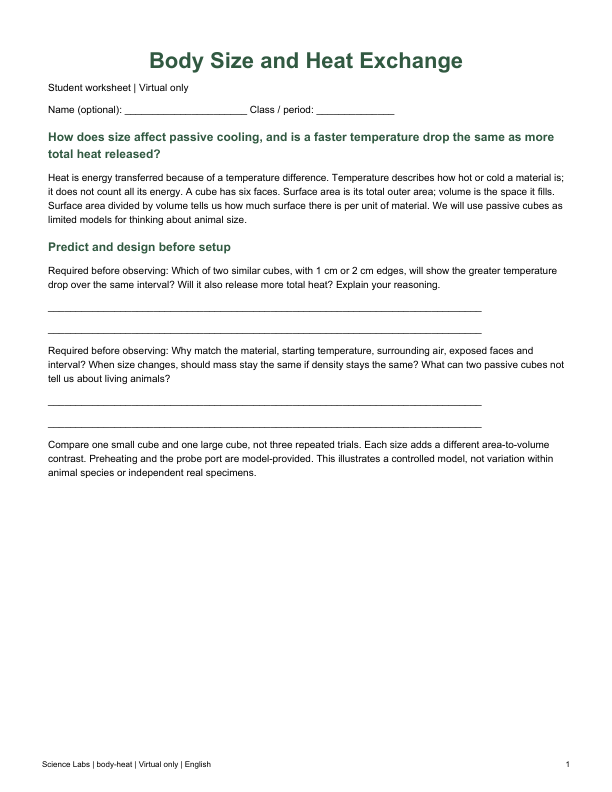 Body Size and Heat Exchange
Student worksheet | Virtual only
Name (optional): ______________________ Class / period: ______________
How does size affect passive cooling, and is a faster temperature drop the same as more
total heat released?
Heat is energy transferred because of a temperature difference. Temperature describes how hot or cold a material is;
it does not count all its energy. A cube has six faces. Surface area is its total outer area; volume is the space it fills.
Surface area divided by volume tells us how much surface there is per unit of material. We will use passive cubes as
limited models for thinking about animal size.
Predict and design before setup
Required before observing: Which of two similar cubes, with 1 cm or 2 cm edges, will show the greater temperature
drop over the same interval? Will it also release more total heat? Explain your reasoning.
Required before observing: Why match the material, starting temperature, surrounding air, exposed faces and
interval? When size changes, should mass stay the same if density stays the same? What can two passive cubes not
tell us about living animals?
Compare one small cube and one large cube, not three repeated trials. Each size adds a different area-to-volume
contrast. Preheating and the probe port are model-provided. This illustrates a controlled model, not variation within
animal species or independent real specimens.
Science Labs | body-heat | Virtual only | English
1